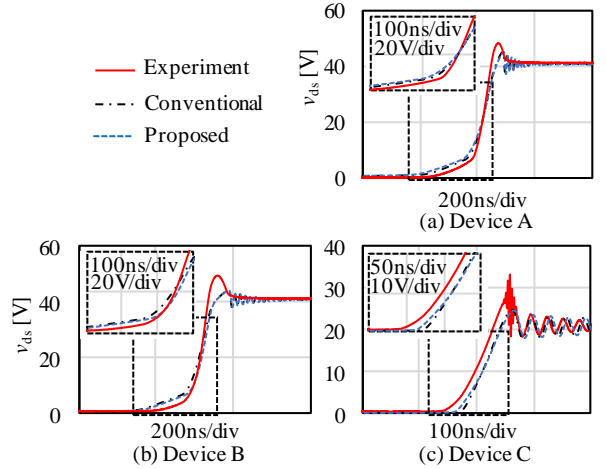 Experiment
Conventional
Proposed
60
40
20
0
v_ds [V]
100ns/div
20V/div
200ns/div
(a) Device A
60
40
20
0
v_ds [V]
100ns/div
20V/div
200ns/div
(b) Device B
40
30
20
10
0
50ns/div
10V/div
100ns/div
(c) Device C